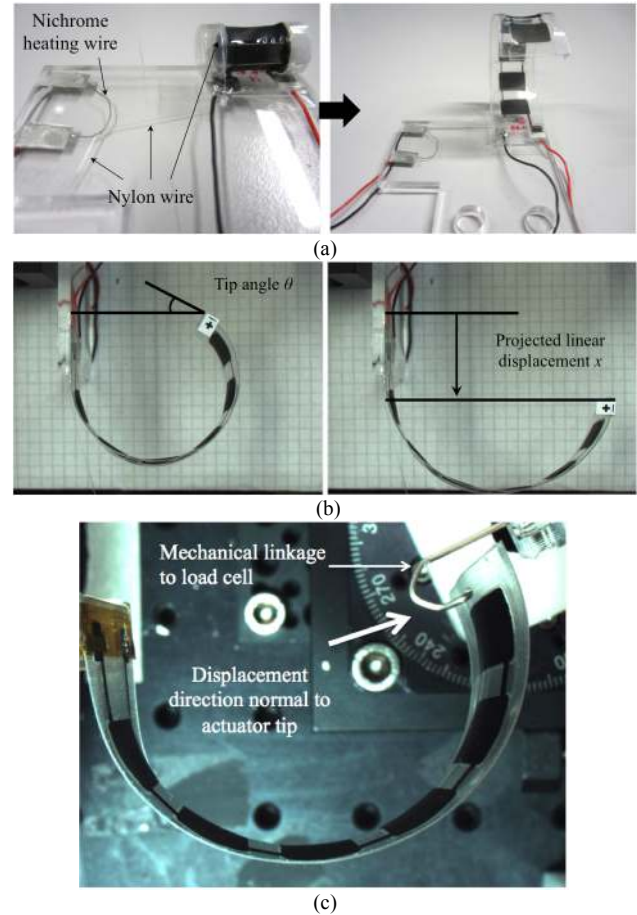 Nichrome
heating wire
Nylon wire
(a)
Tip angle θ
Projected linear
displacement x
(b)
Mechanical linkage
to load cell
270
240
Displacement
direction normal to
actuator tip
(c)